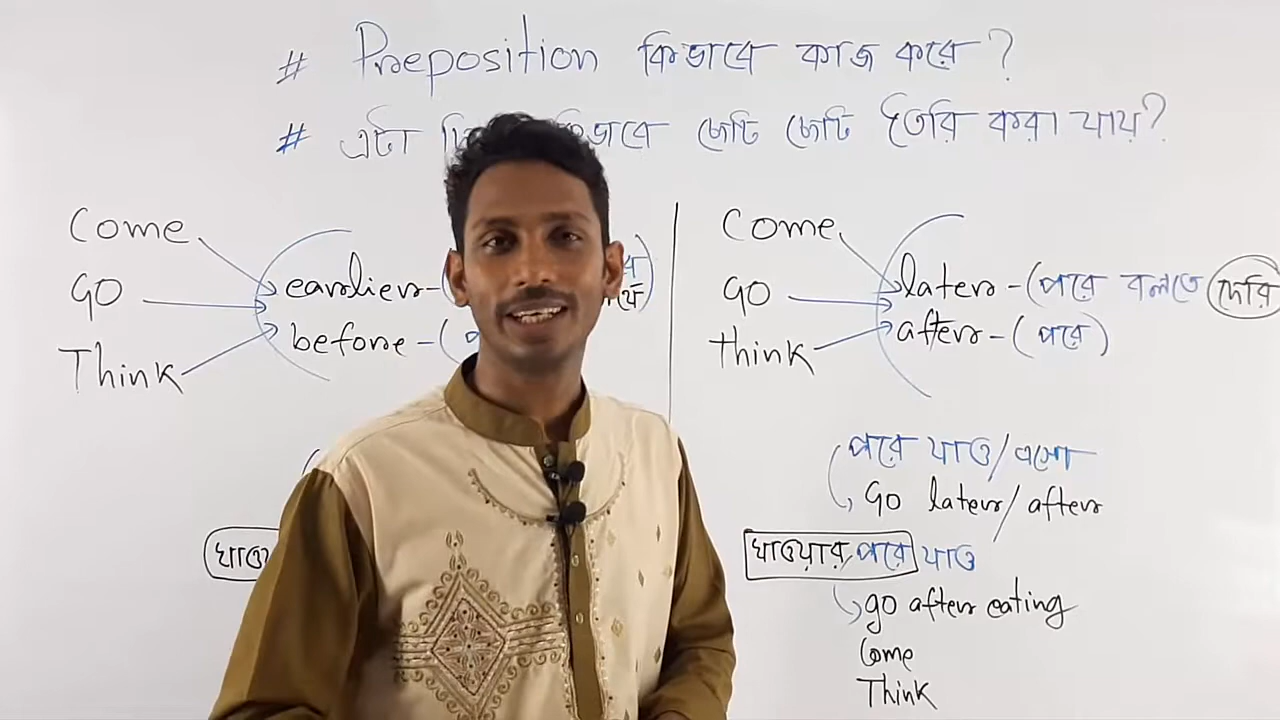 # Preposition কিভাবে কাজ করে?
# এটা কিভাবে ছোট ছোট তৈরি করা যায়?
Come
GO
Think
earlier - (
before - (
Come
GO
think
later - (পরে বলতে দেরি
after - (পরে)
পরে যাও/এসো
Go later/after
খাওয়ার পরে যাও
go after eating
Come
Think